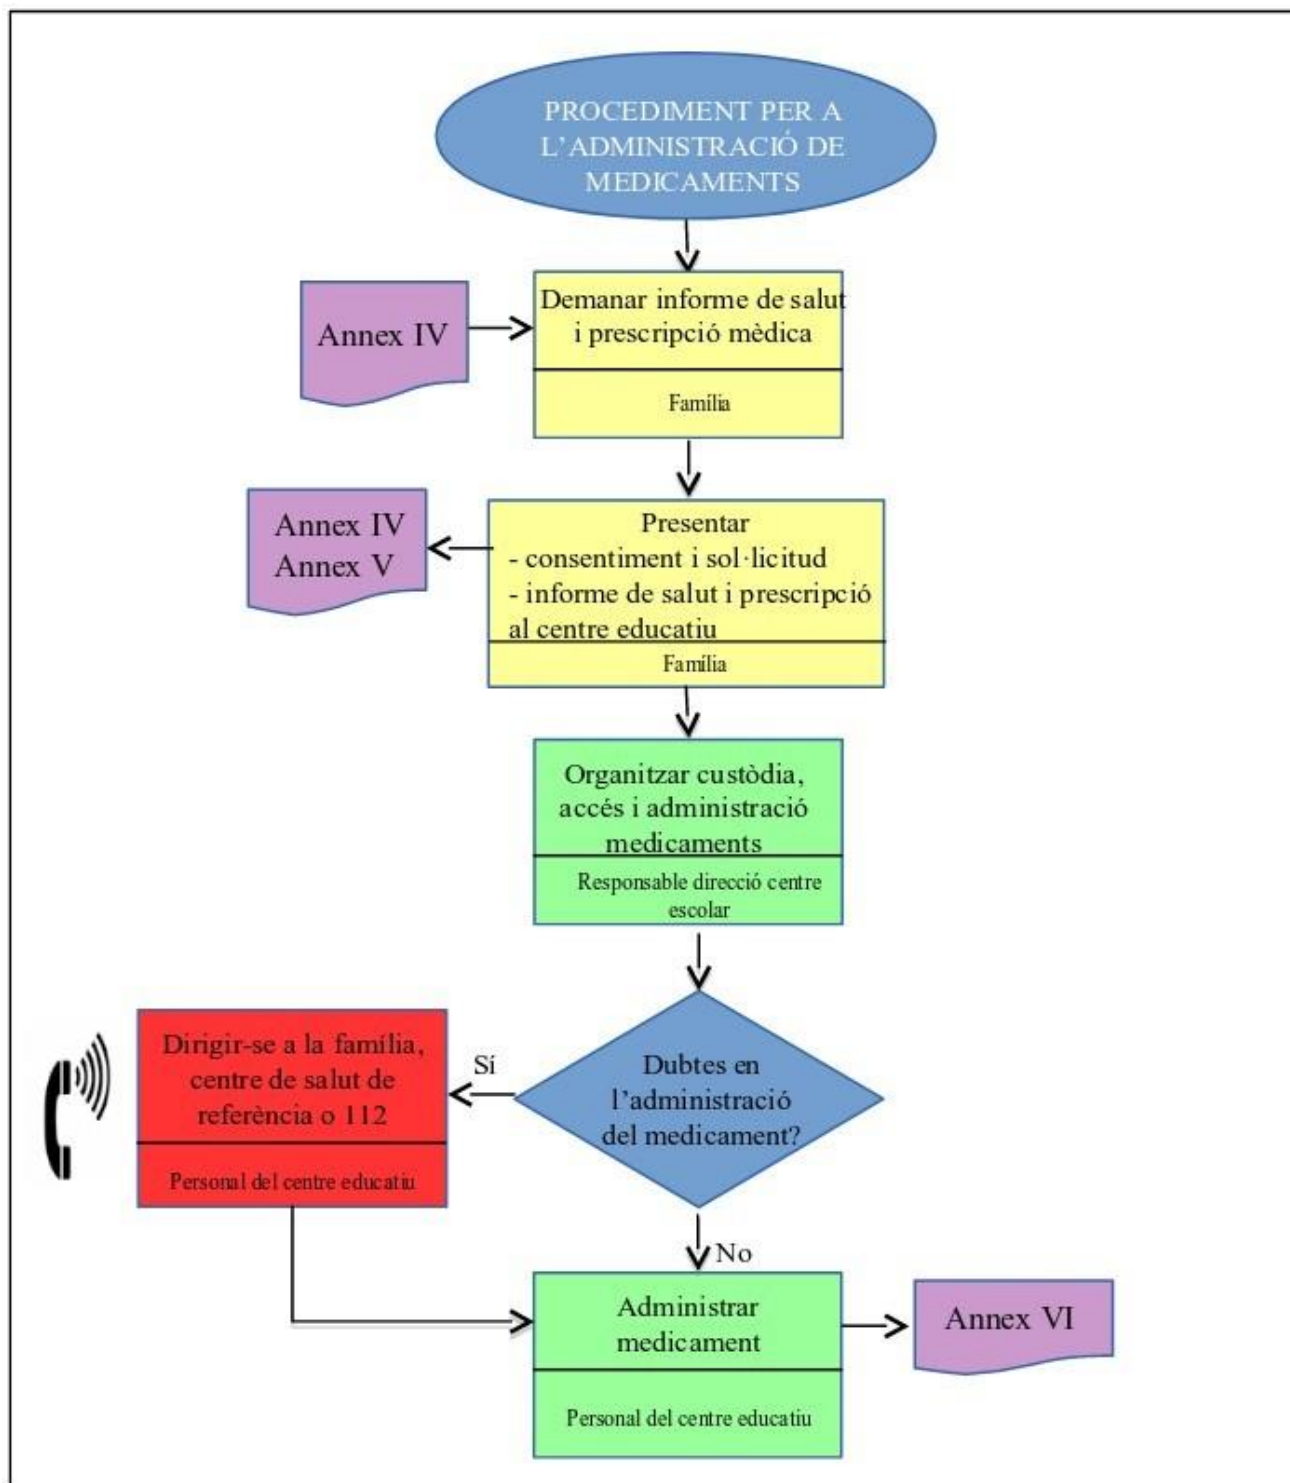 PROCEDIMENT PER A
L’ADMINISTRACIÓ DE
MEDICAMENTS
Annex IV
Demanar informe de salut
i prescripció mèdica
Família
Annex IV
Annex V
Presentar
- consentiment i sol·licitud
- informe de salut i prescripció
al centre educatiu
Família
Organitzar custòdia,
accés i administració
medicaments
Responsable direcció centre
escolar
Dirigir-se a la família,
centre de salut de
referència o 112
Personal del centre educatiu
Sí
Dubtes en
l’administració
del medicament?
No
Administrar
medicament
Personal del centre educatiu
Annex VI